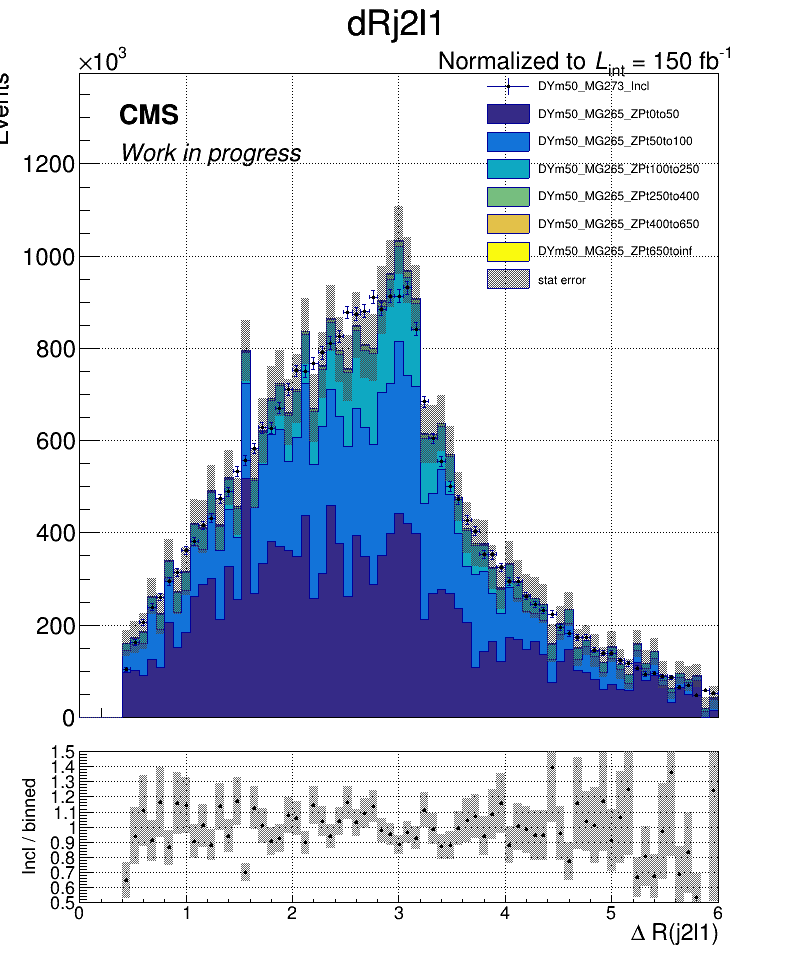 dRj2l1
×10³ Normalized to Lint = 150 fb⁻¹
Events
CMS
Work in progress
DYm50_MG273_Incl
DYm50_MG265_ZPt0to50
DYm50_MG265_ZPt50to100
DYm50_MG265_ZPt100to250
DYm50_MG265_ZPt250to400
DYm50_MG265_ZPt400to650
DYm50_MG265_ZPt650toinf
stat error
1200
1000
800
600
400
200
0
Incl / binned
1.5
1.4
1.3
1.2
1.1
1
0.9
0.8
0.7
0.6
0.5
0 1 2 3 4 5 6
Δ R(j2l1)